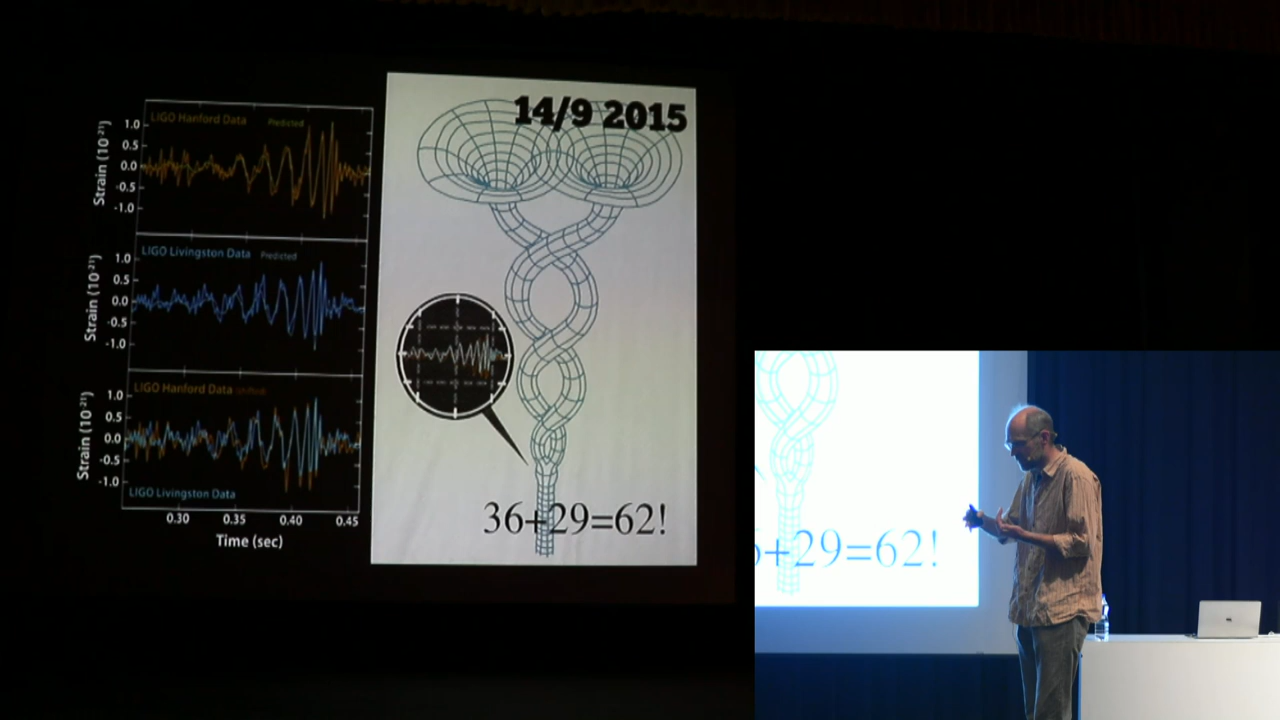 14/9 2015
LIGO Hanford Data Predicted
1.0
0.5
0.0
-0.5
-1.0
Strain (10⁻²¹)
LIGO Livingston Data Predicted
1.0
0.5
0.0
-0.5
-1.0
Strain (10⁻²¹)
LIGO Hanford Data (shifted)
1.0
0.5
0.0
-0.5
-1.0
Strain (10⁻²¹)
LIGO Livingston Data
0.30 0.35 0.40 0.45
Time (sec)
36+29=62!
+29=62!